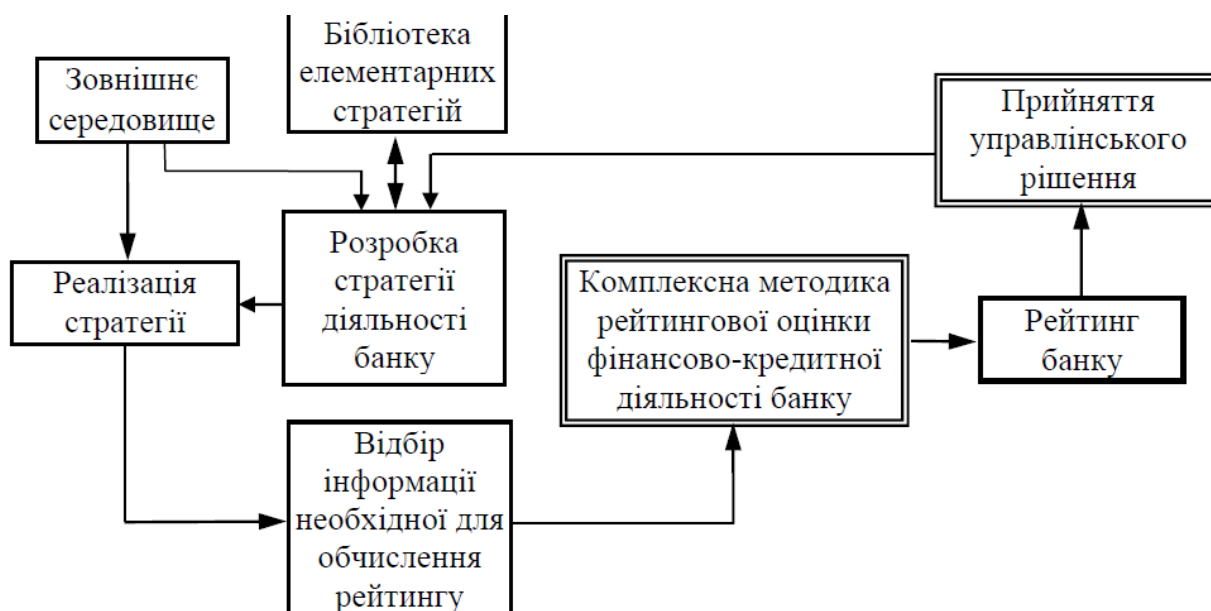 Бібліотека
елементарних
стратегій
Зовнішнє
середовище
Прийняття
управлінського
рішення
Розробка
стратегії
діяльності
банку
Реалізація
стратегії
Комплексна методика
рейтингової оцінки
фінансово-кредитної
діяльності банку
Рейтинг
банку
Відбір
інформації
необхідної для
обчислення
рейтингу